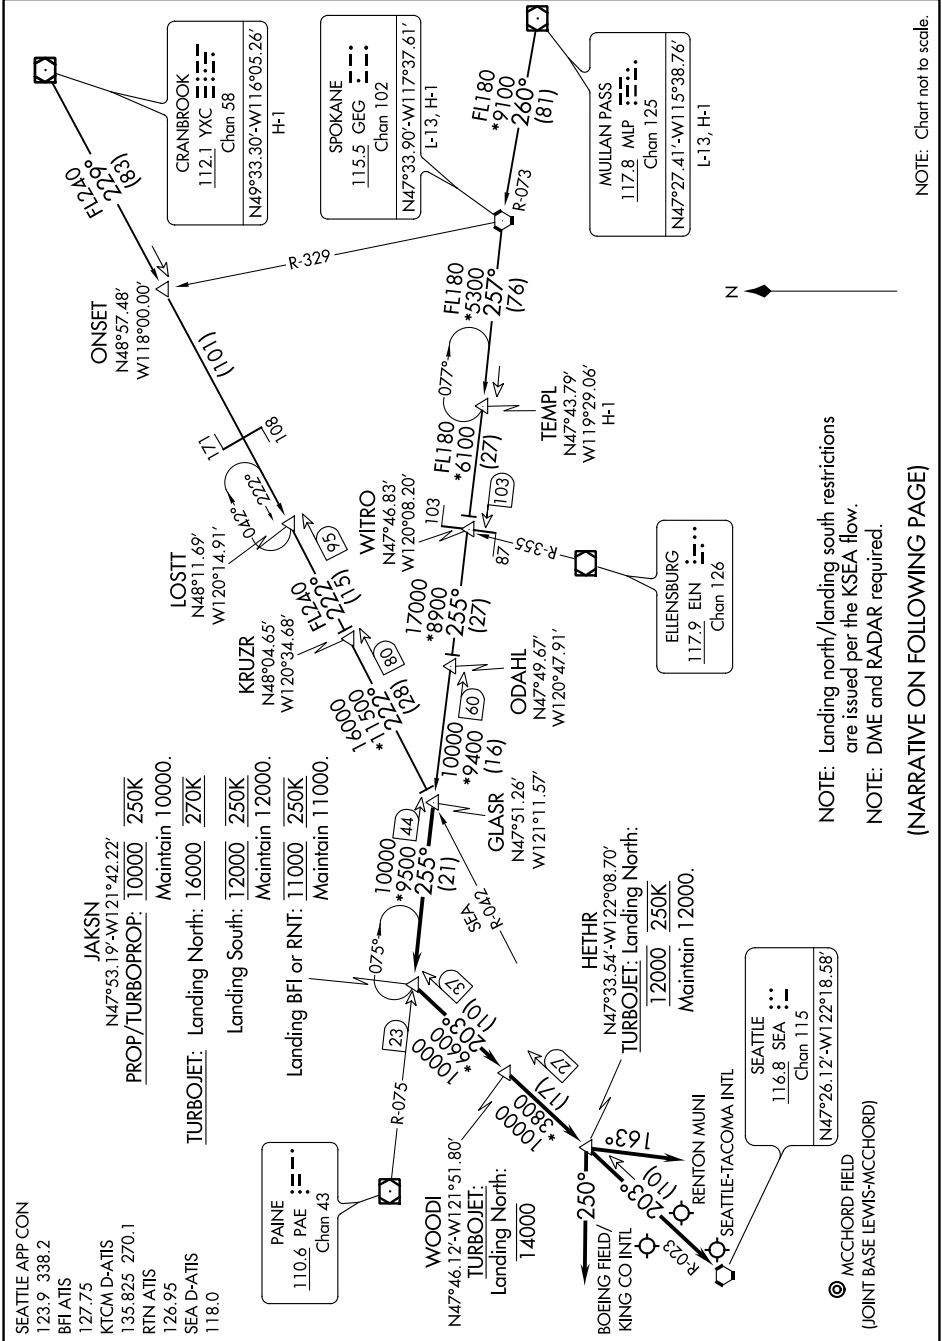 SEATTLE APP CON
123.9 338.2
BFI ATIS
127.75
KTCM D-ATIS
135.825 270.1
RTN ATIS
126.95
SEA D-ATIS
118.0
JAKSN
N47°53.19'-W121°42.22'
PROP/TURBOPROP: 10000 250K
Maintain 10000.
TURBOJET: Landing North: 16000 270K
Landing South: 12000 250K
Maintain 12000.
Landing BFI or RNT: 11000 250K
Maintain 11000.
CRANBROOK
112.1 YXC
Chan 58
N49°33.30'-W116°05.26'
H-1
FL240
229°
(83)
ONSET
N48°57.48'
W118°00.00'
(101)
171
108
SPOKANE
115.5 GEG
Chan 102
N47°33.90'-W117°37.61'
L-13, H-1
R-329
R-073
FL180
*9100
260°
(81)
MULLAN PASS
117.8 MLP
Chan 125
N47°27.41'-W115°38.76'
L-13, H-1
FL180
*5300
257°
(76)
077°
TEMPL
N47°43.79'
W119°29.06'
H-1
FL180
*6100
(27)
LOSTT
N48°11.69'
W120°14.91'
042°
222°
95
FL240
222°
(15)
KRUZR
N48°04.65'
W120°34.68'
80
16000
*11500
222°
(28)
WITRO
N47°46.83'
W120°08.20'
103
87
103
R-355
ELLENSBURG
117.9 ELN
Chan 126
17000
*8900
255°
(27)
ODAHL
N47°49.67'
W120°47.91'
60
10000
*9400
(16)
GLASR
N47°51.26'
W121°11.57'
44
SEA
R-042
10000
*9500
255°
(21)
075°
PAINE
110.6 PAE
Chan 43
R-075
23
37
10000
*6600
203°
(10)
WOODI
N47°46.12'-W121°51.80'
TURBOJET:
Landing North:
14000
27
10000
*3800
(17)
HETHR
N47°33.54'-W122°08.70'
TURBOJET: Landing North:
12000 250K
Maintain 12000.
250°
163°
203°
(10)
R-023
BOEING FIELD/
KING CO INTL
RENTON MUNI
SEATTLE-TACOMA INTL
SEATTLE
116.8 SEA
Chan 115
N47°26.12'-W122°18.58'
MCCHORD FIELD
(JOINT BASE LEWIS-MCCHORD)
N
NOTE: Chart not to scale.
NOTE: Landing north/landing south restrictions
are issued per the KSEA flow.
NOTE: DME and RADAR required.
(NARRATIVE ON FOLLOWING PAGE)